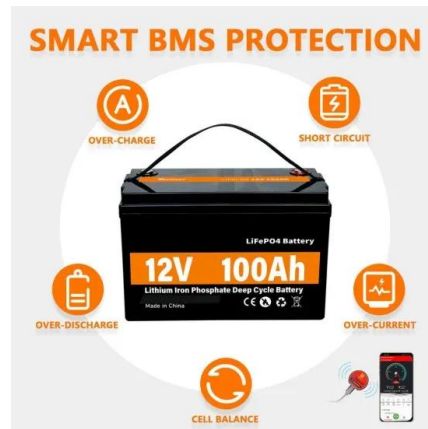 SMART BMS PROTECTION
A
OVER-CHARGE
SHORT CIRCUIT
LiFePO4 Battery
12V 100Ah
Lithium Iron Phosphate Deep Cycle Battery
Made in China
CE
OVER-DISCHARGE
OVER-CURRENT
CELL BALANCE